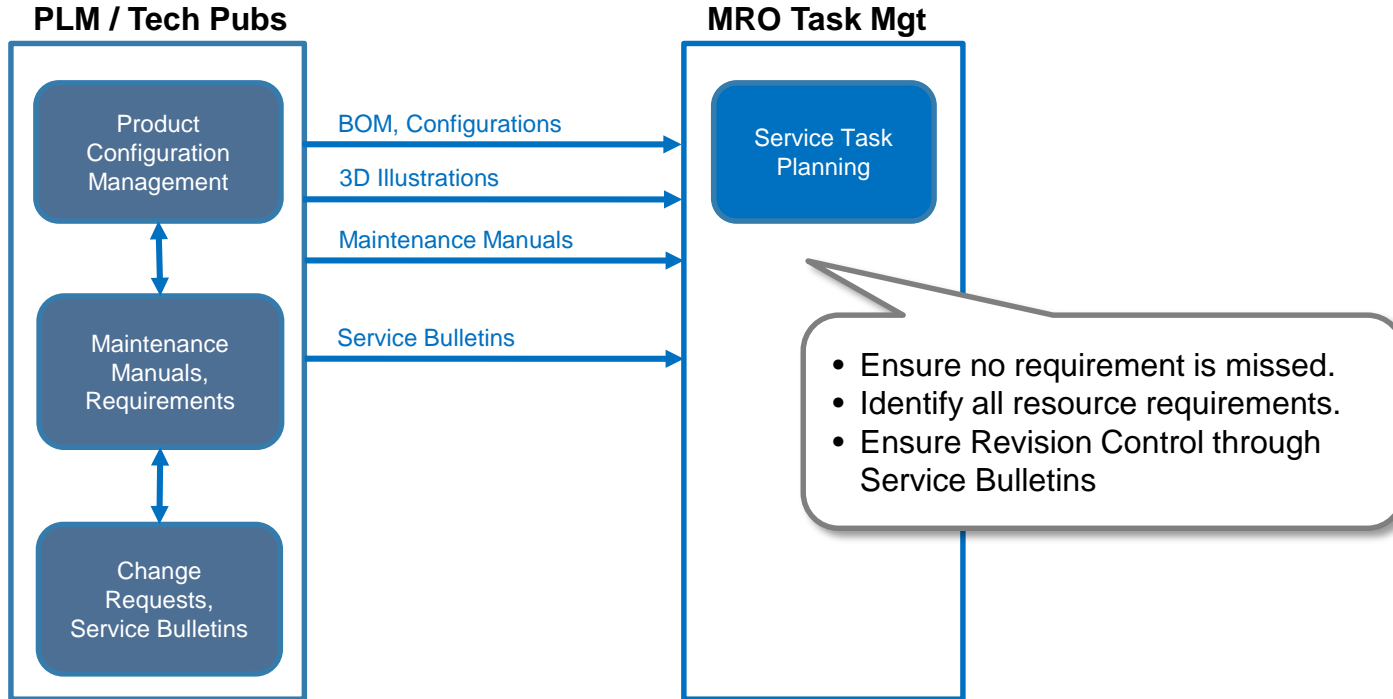 PLM / Tech Pubs
MRO Task Mgt
Product
Configuration
Management
BOM, Configurations
3D Illustrations
Maintenance Manuals
Service Bulletins
Service Task
Planning
Maintenance
Manuals,
Requirements
Change
Requests,
Service Bulletins
• Ensure no requirement is missed.
• Identify all resource requirements.
• Ensure Revision Control through
Service Bulletins